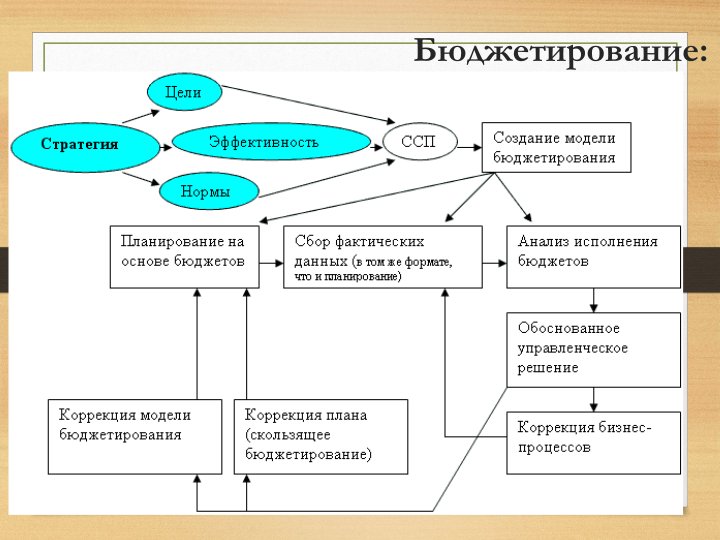 Бюджетирование:
Цели
Стратегия
Эффективность
ССП
Создание модели
бюджетирования
Нормы
Планирование на
основе бюджетов
Сбор фактических
данных (в том же формате,
что и планирование)
Анализ исполнения
бюджетов
Обоснованное
управленческое
решение
Коррекция модели
бюджетирования
Коррекция плана
(скользящее
бюджетирование)
Коррекция бизнес-
процессов